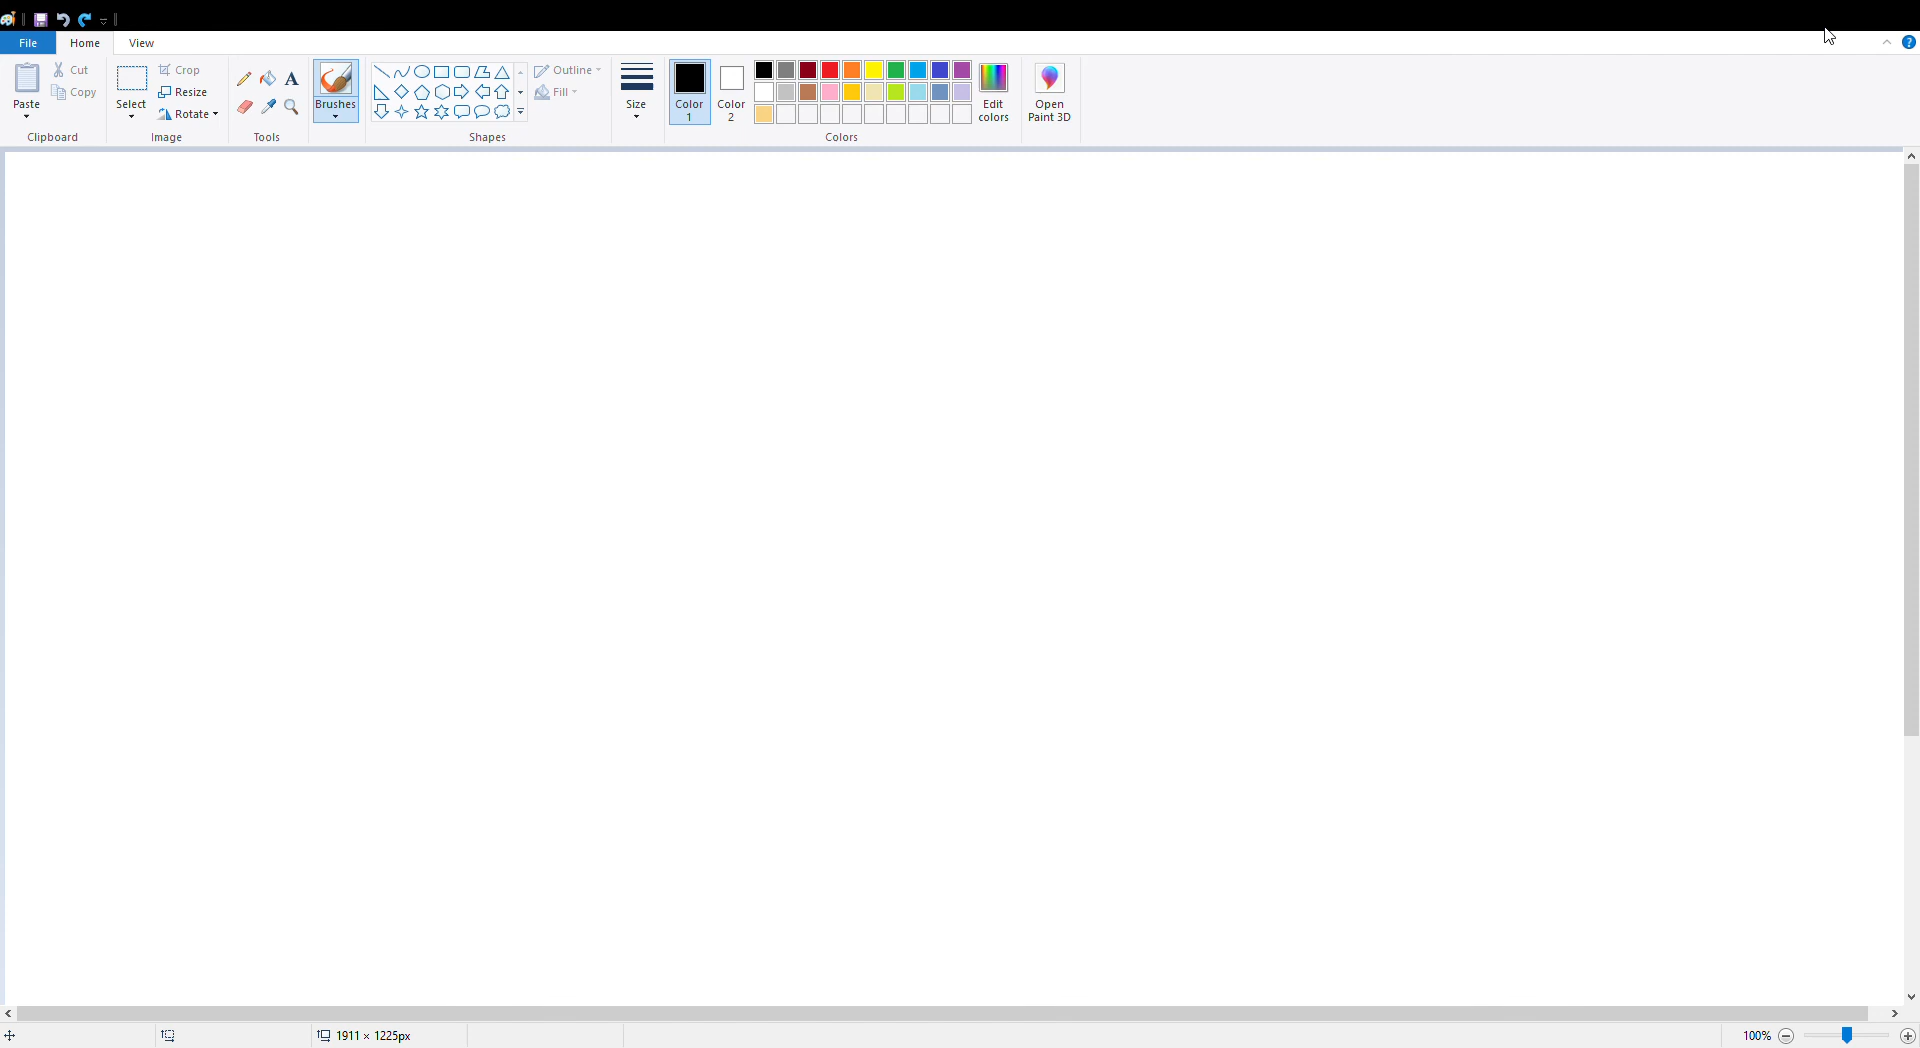 File Home View
Paste Cut Copy
Clipboard
Select Crop Resize Rotate
Image
Tools
A
Brushes
Shapes
Outline
Fill
Size
Color 1
Color 2
Edit colors
Colors
Open Paint 3D
?
1911 × 1225px
100%